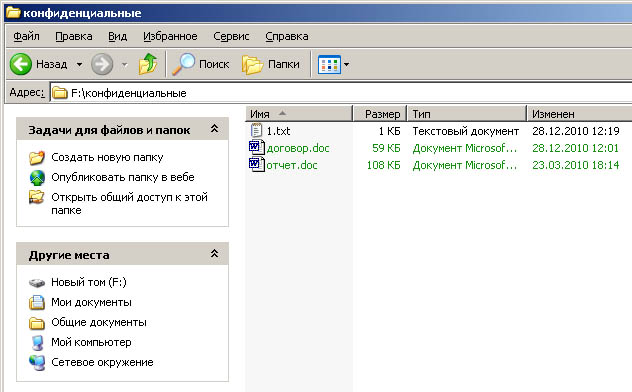 конфиденциальные
Файл Правка Вид Избранное Сервис Справка
Назад Поиск Папки
Адрес: F:\конфиденциальные
Задачи для файлов и папок
Создать новую папку
Опубликовать папку в вебе
Открыть общий доступ к этой
папке
Другие места
Новый том (F:)
Мои документы
Общие документы
Мой компьютер
Сетевое окружение
Имя Размер Тип Изменен
1.txt 1 КБ Текстовый документ 28.12.2010 12:19
договор.doc 59 КБ Документ Microsof... 28.12.2010 12:01
отчет.doc 108 КБ Документ Microsof... 23.03.2010 18:14